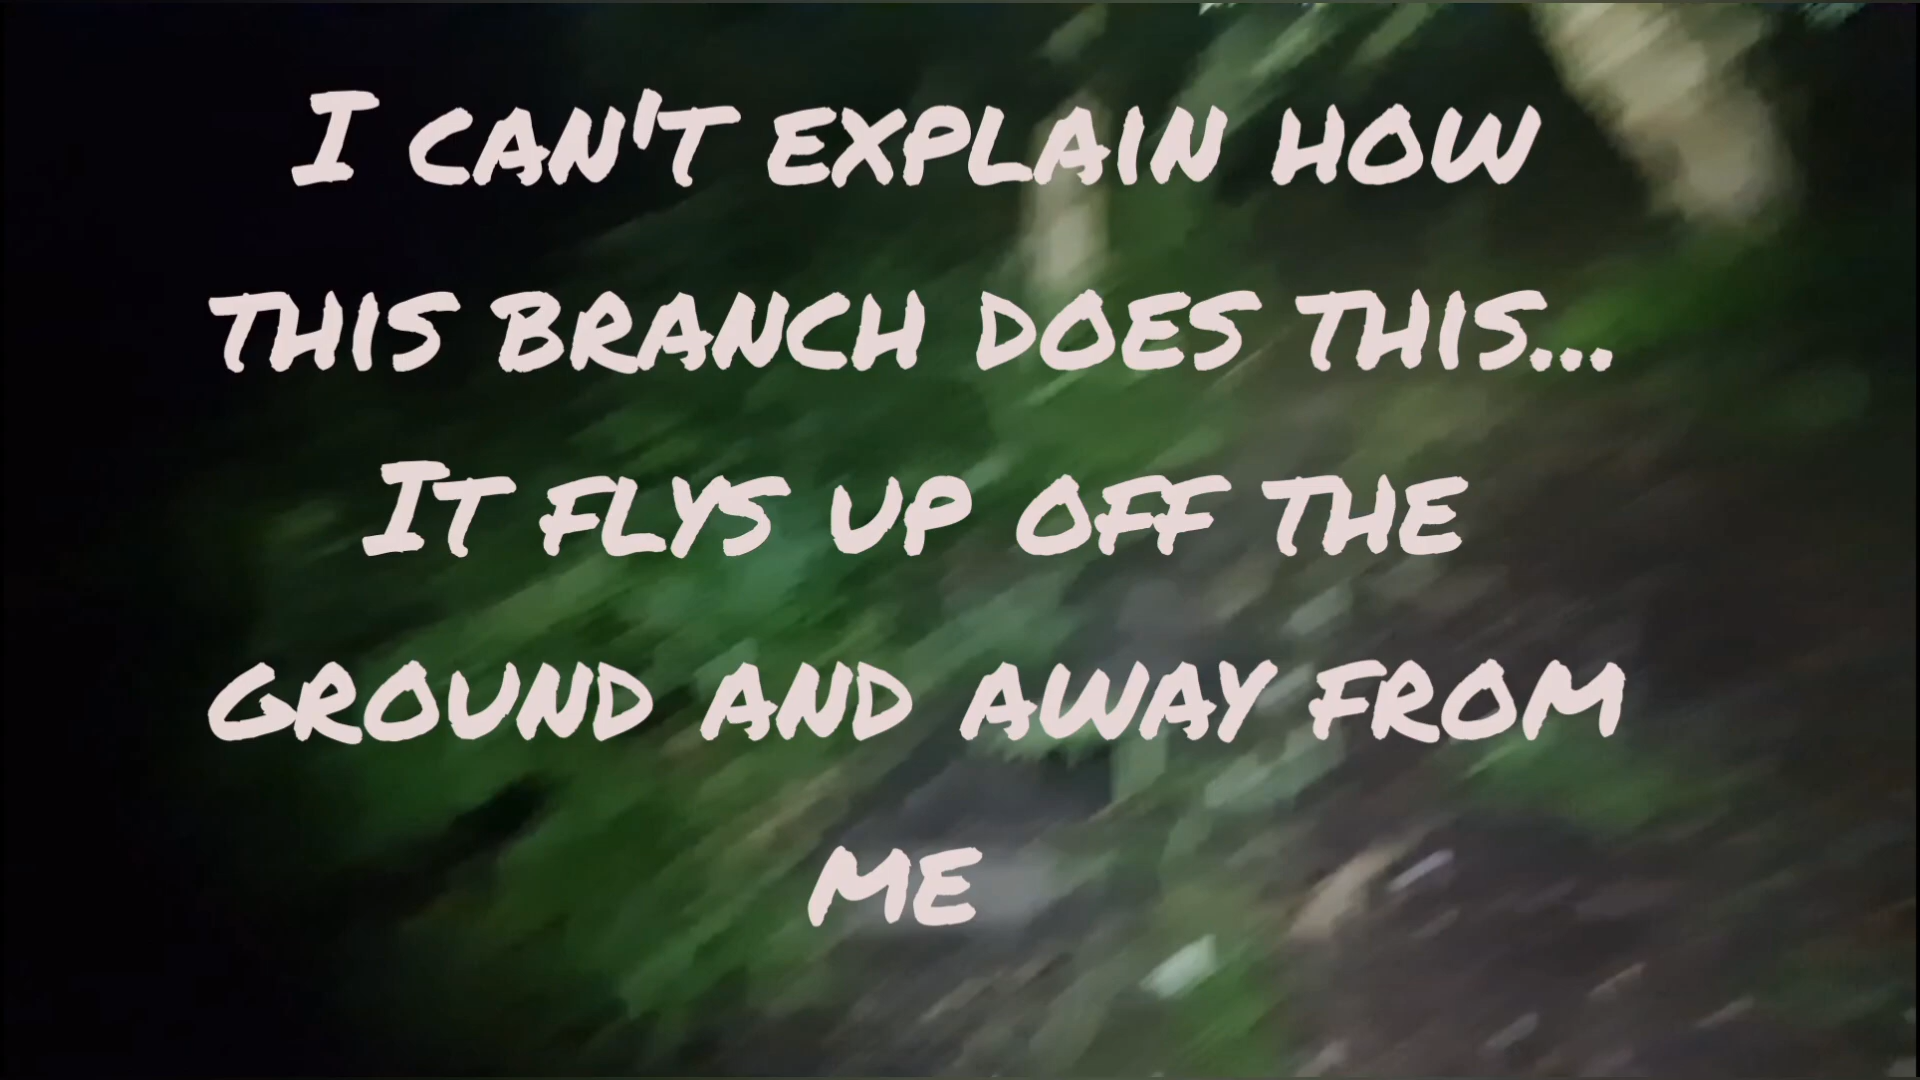 I can't explain how
this branch does this...
It flys up off the
ground and away from
me